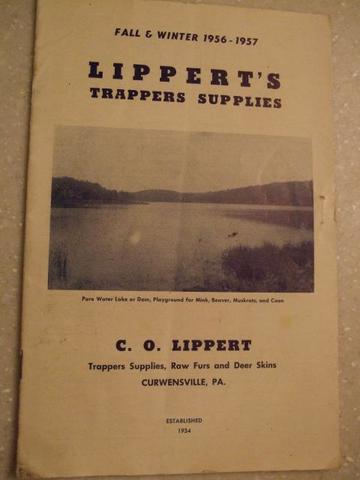 FALL & WINTER 1956-1957
LIPPERT'S
TRAPPERS SUPPLIES
Pure Water Lake or Dam, Playground for Mink, Beaver, Muskrats, and Coon
C. O. LIPPERT
Trappers Supplies, Raw Furs and Deer Skins
CURWENSVILLE, PA.
ESTABLISHED
1934